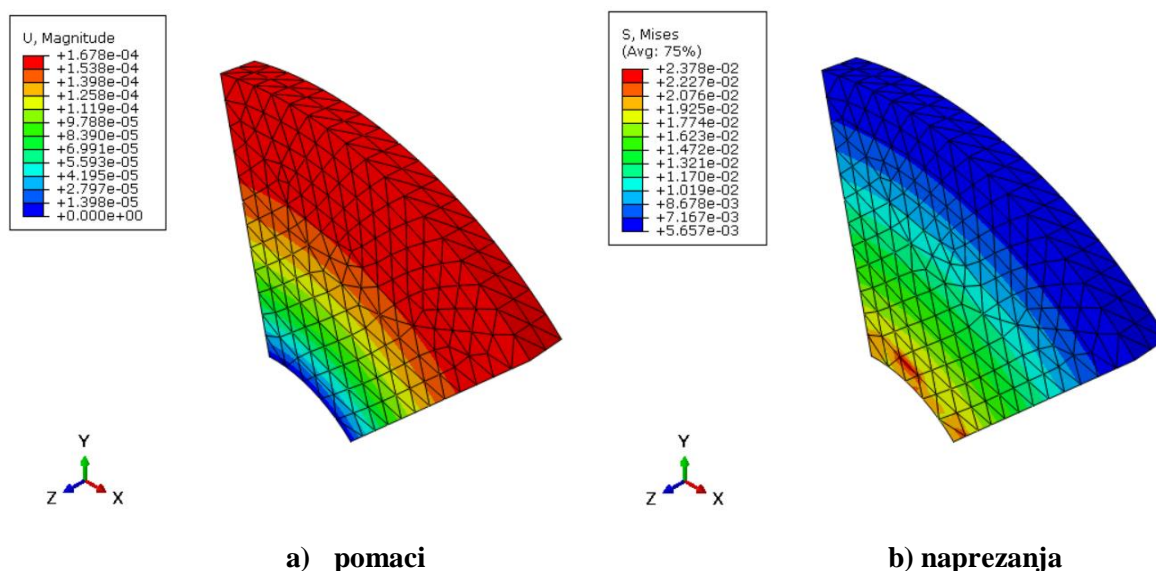 U, Magnitude
+1.678e-04
+1.538e-04
+1.398e-04
+1.258e-04
+1.119e-04
+9.788e-05
+8.390e-05
+6.991e-05
+5.593e-05
+4.195e-05
+2.797e-05
+1.398e-05
+0.000e+00
Y
Z
X
a) pomaci
S, Mises
(Avg: 75%)
+2.378e-02
+2.227e-02
+2.076e-02
+1.925e-02
+1.774e-02
+1.623e-02
+1.472e-02
+1.321e-02
+1.170e-02
+1.019e-02
+8.678e-03
+7.167e-03
+5.657e-03
Y
Z
X
b) naprezanja